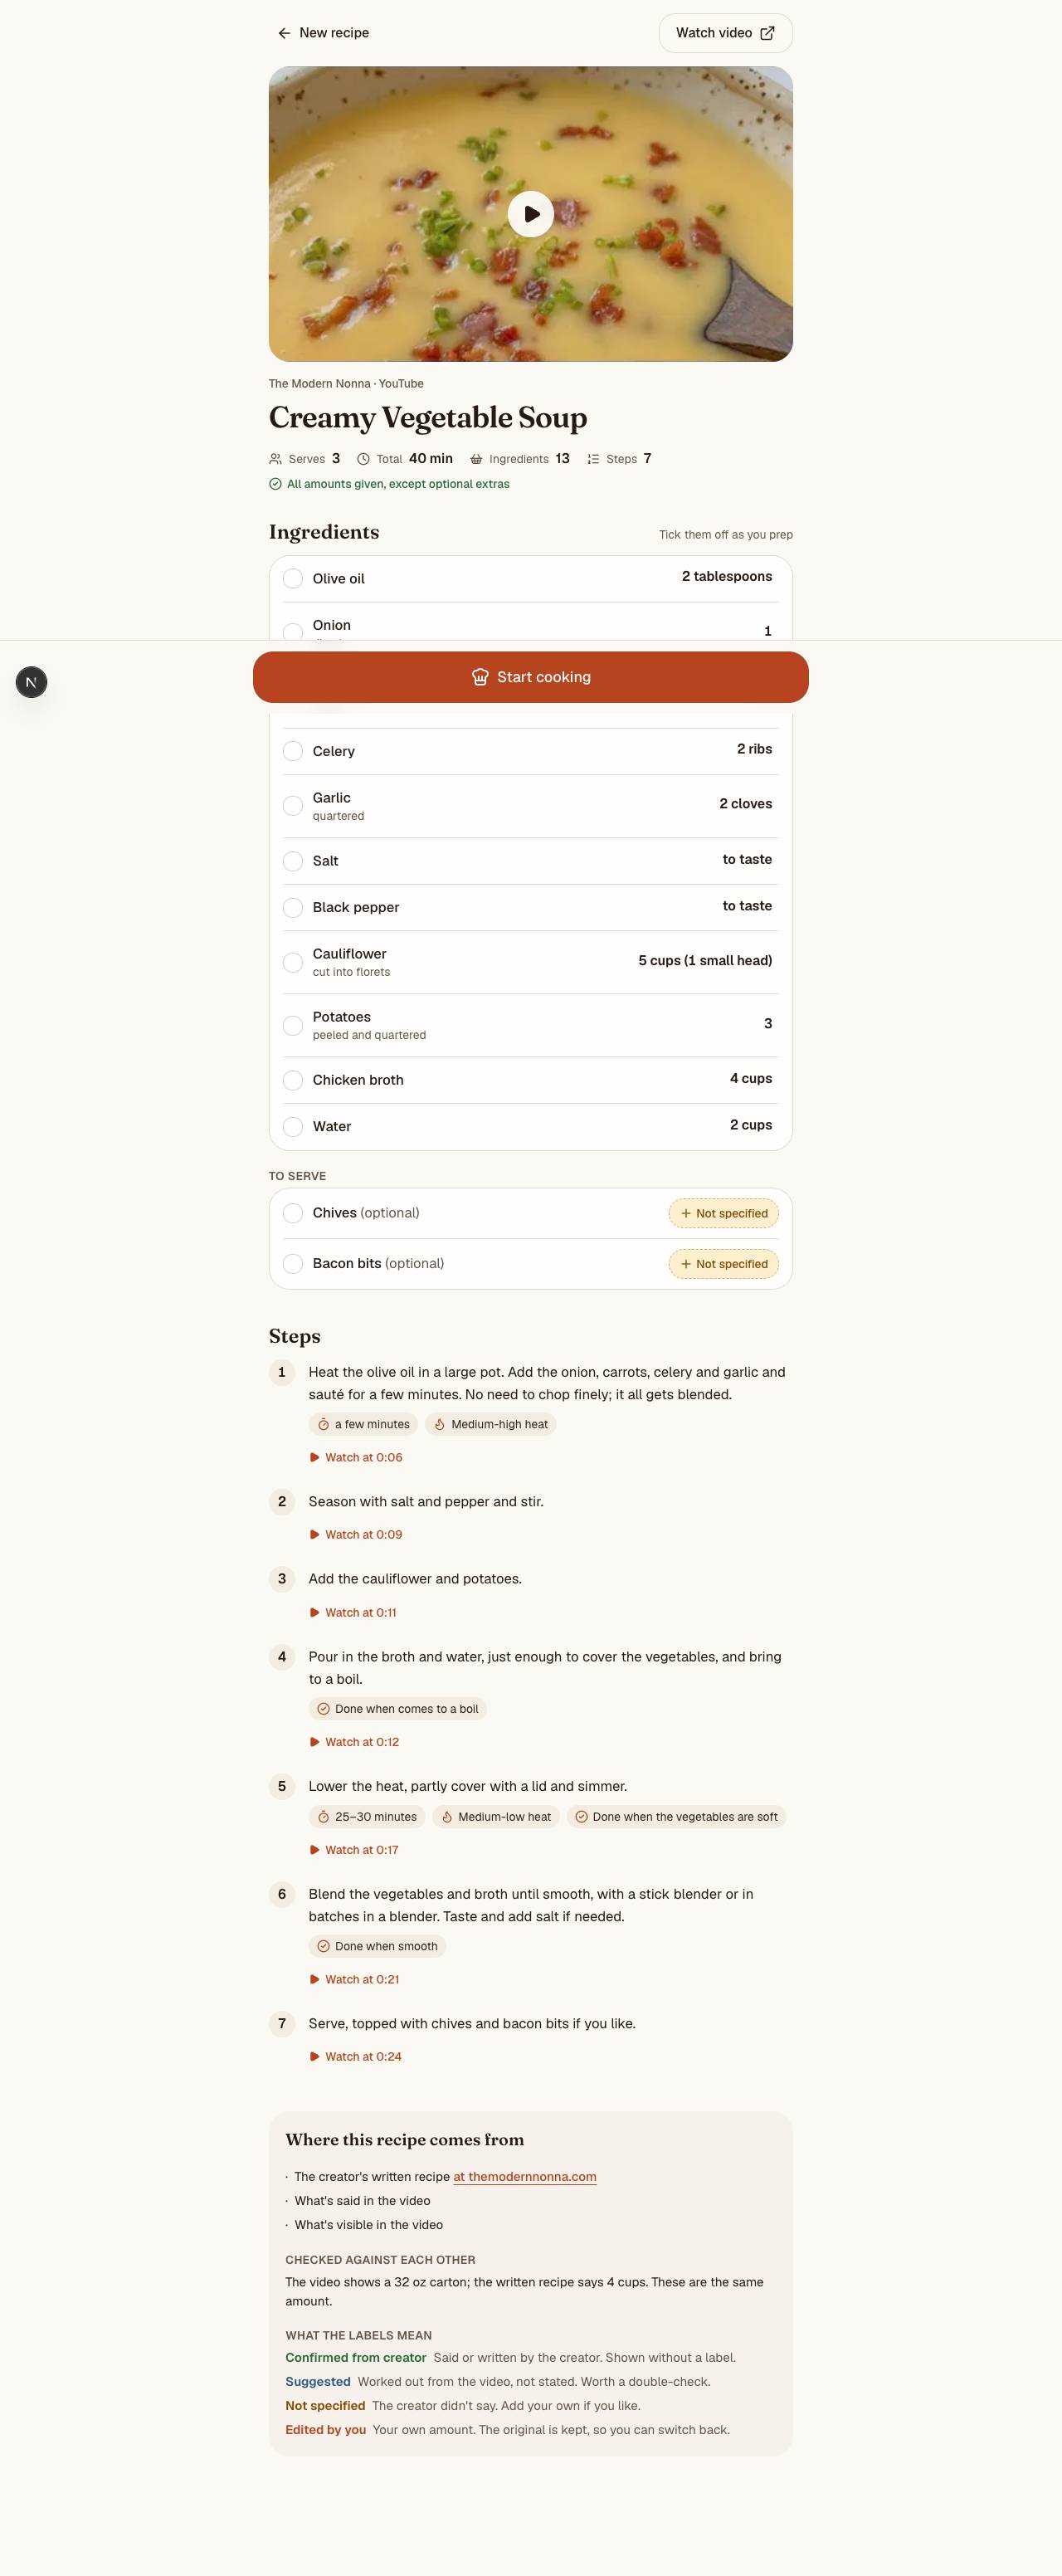 New recipe
Watch video
The Modern Nonna · YouTube
Creamy Vegetable Soup
Serves 3 Total 40 min Ingredients 13 Steps 7
All amounts given, except optional extras
Ingredients
Tick them off as you prep
Olive oil 2 tablespoons
Onion 1
N
Start cooking
Celery 2 ribs
Garlic 2 cloves
quartered
Salt to taste
Black pepper to taste
Cauliflower 5 cups (1 small head)
cut into florets
Potatoes 3
peeled and quartered
Chicken broth 4 cups
Water 2 cups
TO SERVE
Chives (optional) + Not specified
Bacon bits (optional) + Not specified
Steps
1 Heat the olive oil in a large pot. Add the onion, carrots, celery and garlic and
sauté for a few minutes. No need to chop finely; it all gets blended.
a few minutes Medium-high heat
Watch at 0:06
2 Season with salt and pepper and stir.
Watch at 0:09
3 Add the cauliflower and potatoes.
Watch at 0:11
4 Pour in the broth and water, just enough to cover the vegetables, and bring
to a boil.
Done when comes to a boil
Watch at 0:12
5 Lower the heat, partly cover with a lid and simmer.
25–30 minutes Medium-low heat Done when the vegetables are soft
Watch at 0:17
6 Blend the vegetables and broth until smooth, with a stick blender or in
batches in a blender. Taste and add salt if needed.
Done when smooth
Watch at 0:21
7 Serve, topped with chives and bacon bits if you like.
Watch at 0:24
Where this recipe comes from
· The creator's written recipe at themodernnonna.com
· What's said in the video
· What's visible in the video
CHECKED AGAINST EACH OTHER
The video shows a 32 oz carton; the written recipe says 4 cups. These are the same
amount.
WHAT THE LABELS MEAN
Confirmed from creator Said or written by the creator. Shown without a label.
Suggested Worked out from the video, not stated. Worth a double-check.
Not specified The creator didn't say. Add your own if you like.
Edited by you Your own amount. The original is kept, so you can switch back.